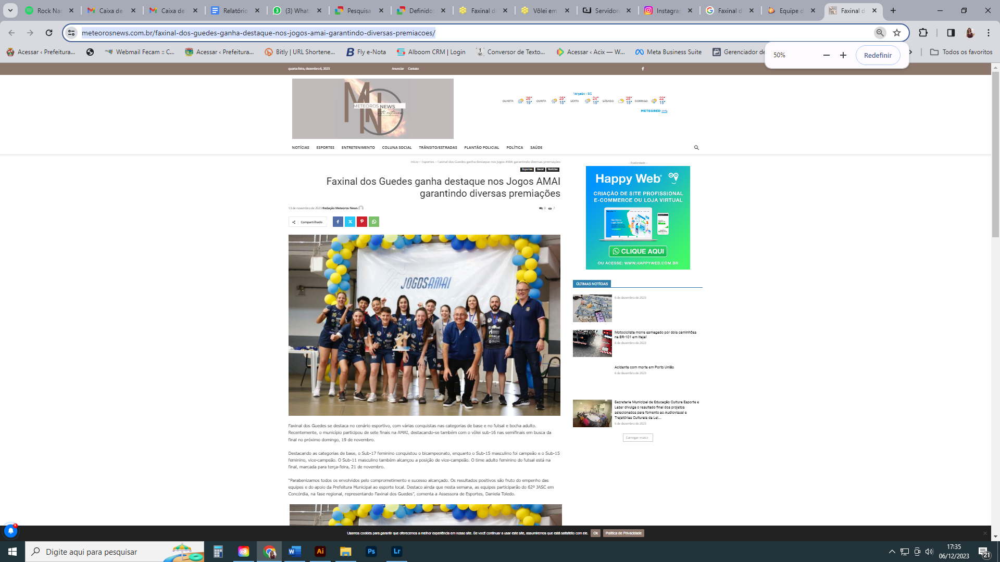 Rock Nac
Caixa de
Caixa de
Relatório
(3) Whats
Pesquisa
Definidos
Faxinal d
Vôlei em
Servidore
Instagram
Faxinal d
Equipe d
Faxinal d
meteorosnews.com.br/faxinal-dos-guedes-ganha-destaque-nos-jogos-amai-garantindo-diversas-premiacoes/
Acessar ‹ Prefeitura...
Webmail Fecam :: C...
Acessar ‹ Prefeitura...
Bitly | URL Shortene...
Fly e-Nota
Alboom CRM | Login
Conversor de Texto...
Acessar ‹ Acix — W...
Meta Business Suite
Gerenciador de
Todos os favoritos
50%
Redefinir
quarta-feira, dezembro 6, 2023
Anunciar
Contato
MN
METEOROS NEWS
site notícias
Vargeão - SC
QUARTA 26° 19°
QUINTA 25° 18°
SEXTA 24° 15°
SÁBADO 28° 15°
DOMINGO 22° 15°
METEORED +info
NOTÍCIAS
ESPORTES
ENTRETENIMENTO
COLUNA SOCIAL
TRÂNSITO/ESTRADAS
PLANTÃO POLICIAL
POLÍTICA
SAÚDE
Início › Esportes › Faxinal dos Guedes ganha destaque nos Jogos AMAI garantindo diversas premiações
Esportes Geral Notícias
Faxinal dos Guedes ganha destaque nos Jogos AMAI
garantindo diversas premiações
13 de novembro de 2023 Redação Meteoros News
0 7
Compartilhado
JOGOSAMAI
Faxinal dos Guedes se destaca no cenário esportivo, com várias conquistas nas categorias de base e no futsal e bocha adulto.
Recentemente, o município participou de sete finais na AMAI, destacando-se também com o vôlei sub-16 nas semifinais em busca da
final no próximo domingo, 19 de novembro.
Destacando as categorias de base, o Sub-17 feminino conquistou o bicampeonato, enquanto o Sub-15 masculino foi campeão e o Sub-15
feminino, vice-campeão. O Sub-11 masculino também alcançou a posição de vice-campeão. O time adulto feminino do futsal está na
final, marcada para terça-feira, 21 de novembro.
"Parabenizamos todos os envolvidos pelo comprometimento e sucesso alcançado. Os resultados positivos são fruto do empenho das
equipes e do apoio da Prefeitura Municipal ao esporte local. Destaco ainda que nesta semana, as equipes participarão do 62º JASC em
Concórdia, na fase regional, representando Faxinal dos Guedes", comenta a Assessora de Esportes, Daniela Toledo.
- Publicidade -
Happy Web
CRIAÇÃO DE SITE PROFISSIONAL
E-COMMERCE OU LOJA VIRTUAL
CLIQUE AQUI
OU ACESSE: WWW.HAPPYWEB.COM.BR
ÚLTIMAS NOTÍCIAS
6 de dezembro de 2023
Motociclista morre esmagado por dois caminhões
na BR-101 em Itajaí
6 de dezembro de 2023
Acidente com morte em Porto União
6 de dezembro de 2023
Secretaria Municipal de Educação Cultura Esporte e
Lazer divulga o resultado final dos projetos
selecionados para fomento ao Audiovisual e
Trajetórias Culturais da Lei...
5 de dezembro de 2023
Carregar mais
Usamos cookies para garantir que oferecemos a melhor experiência em nosso site. Se você continuar a usar este site, assumiremos que está satisfeito com ele.
Ok
Política de Privacidade
Digite aqui para pesquisar
Ai
Ps
Lr
17:35
06/12/2023
21